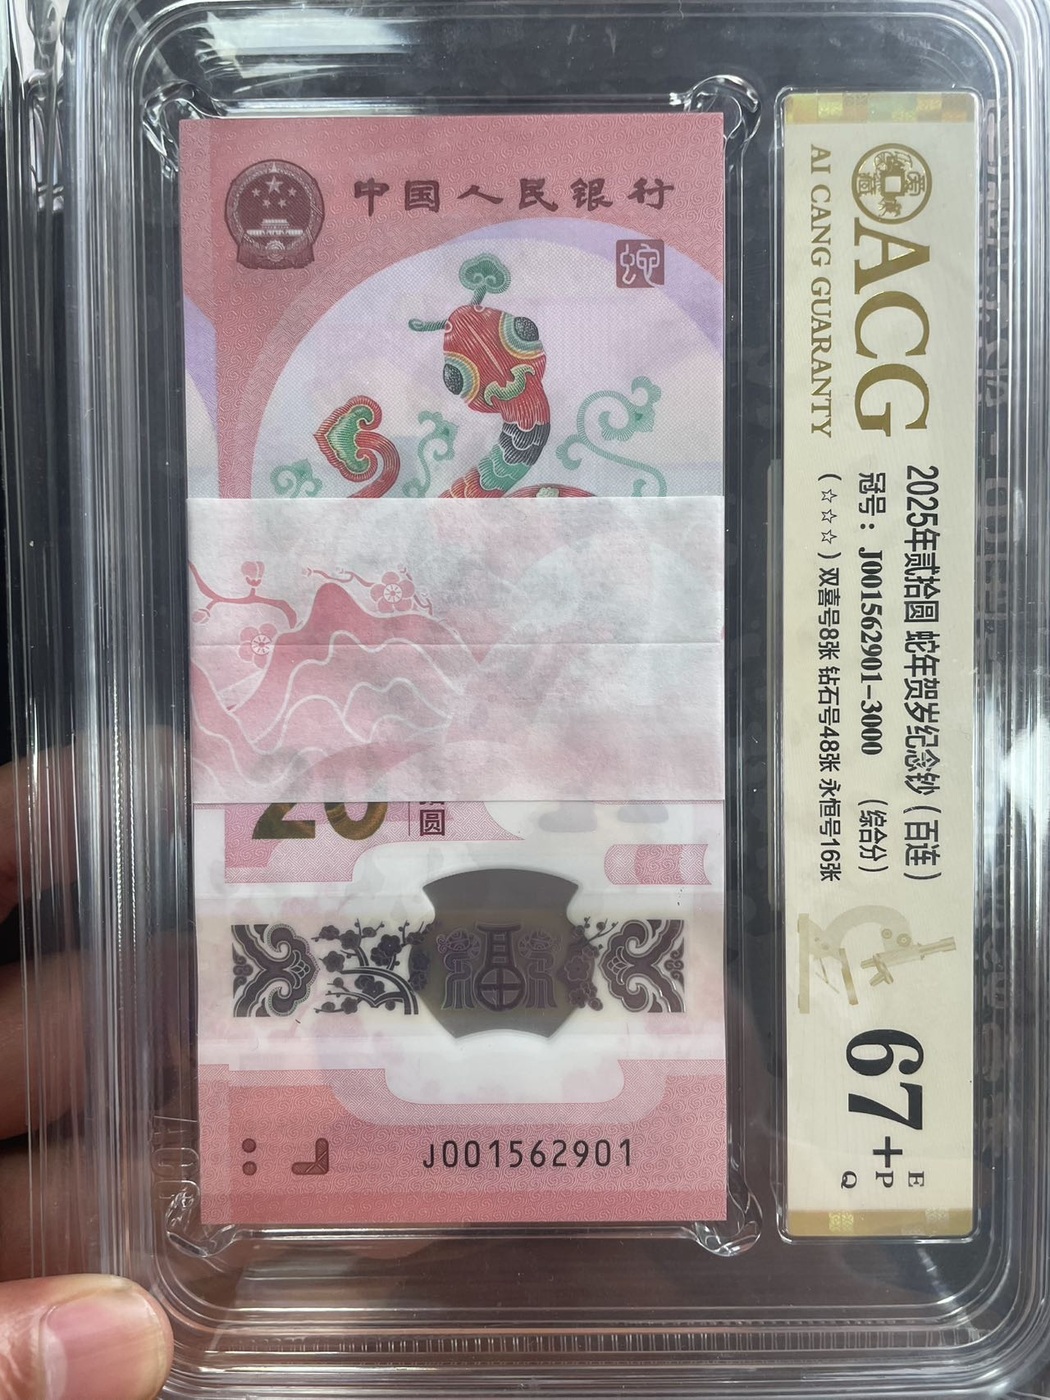 中国人民银行
蛇
20
圆
J001562901
ACG
AI CANG GUARANTY
2025年贰拾圆 蛇年贺岁纪念钞（百连）
冠号：J001562901-3000 （综合分）
（☆☆☆）双喜号8张 钻石号48张 永恒号16张
67+
E
P
Q